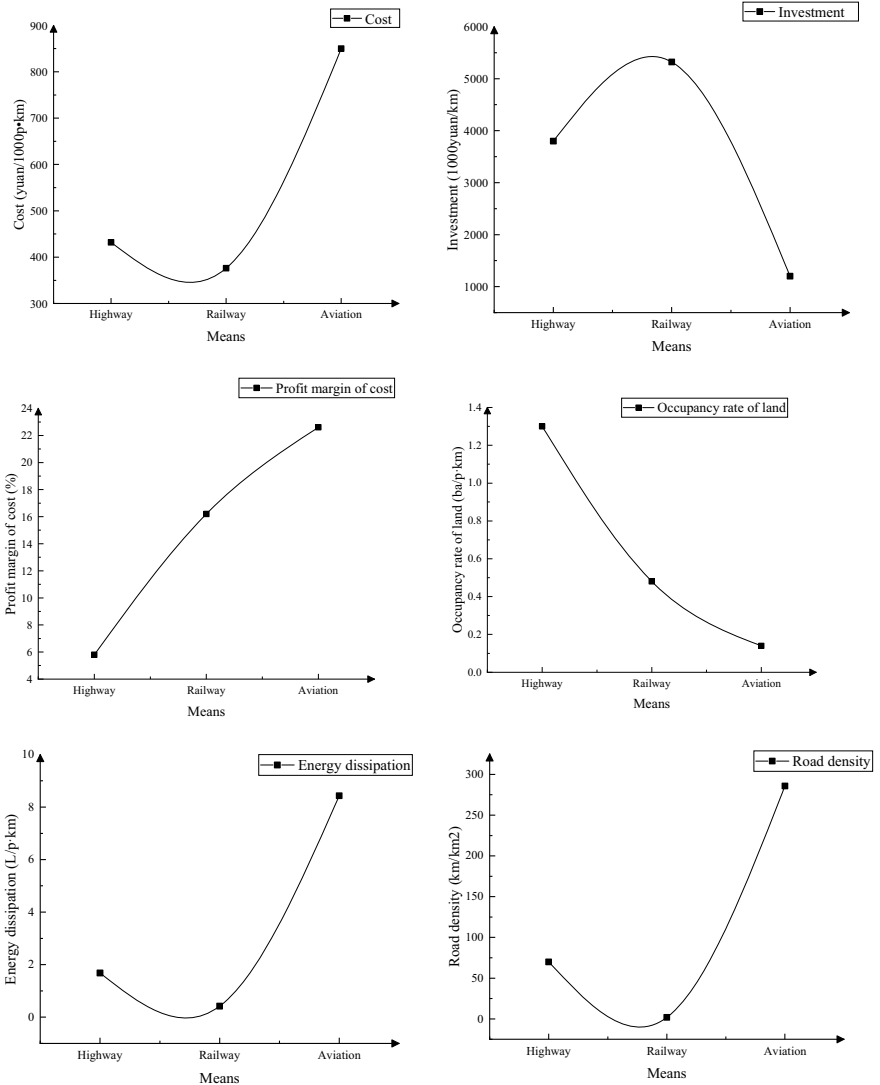 Cost
900
800
700
600
500
400
300
Cost (yuan/1000p•km)
Highway
Railway
Aviation
Means
Investment
6000
5000
4000
3000
2000
1000
Investment (1000yuan/km)
Highway
Railway
Aviation
Means
Profit margin of cost
24
22
20
18
16
14
12
10
8
6
4
Profit margin of cost (%)
Highway
Railway
Aviation
Means
Occupancy rate of land
1.4
1.2
1.0
0.8
0.6
0.4
0.2
0.0
Occupancy rate of land (ba/p·km)
Highway
Railway
Aviation
Means
Energy dissipation
10
8
6
4
2
0
Energy dissipation (L/p·km)
Highway
Railway
Aviation
Means
Road density
300
250
200
150
100
50
0
Road density (km/km2)
Highway
Railway
Aviation
Means